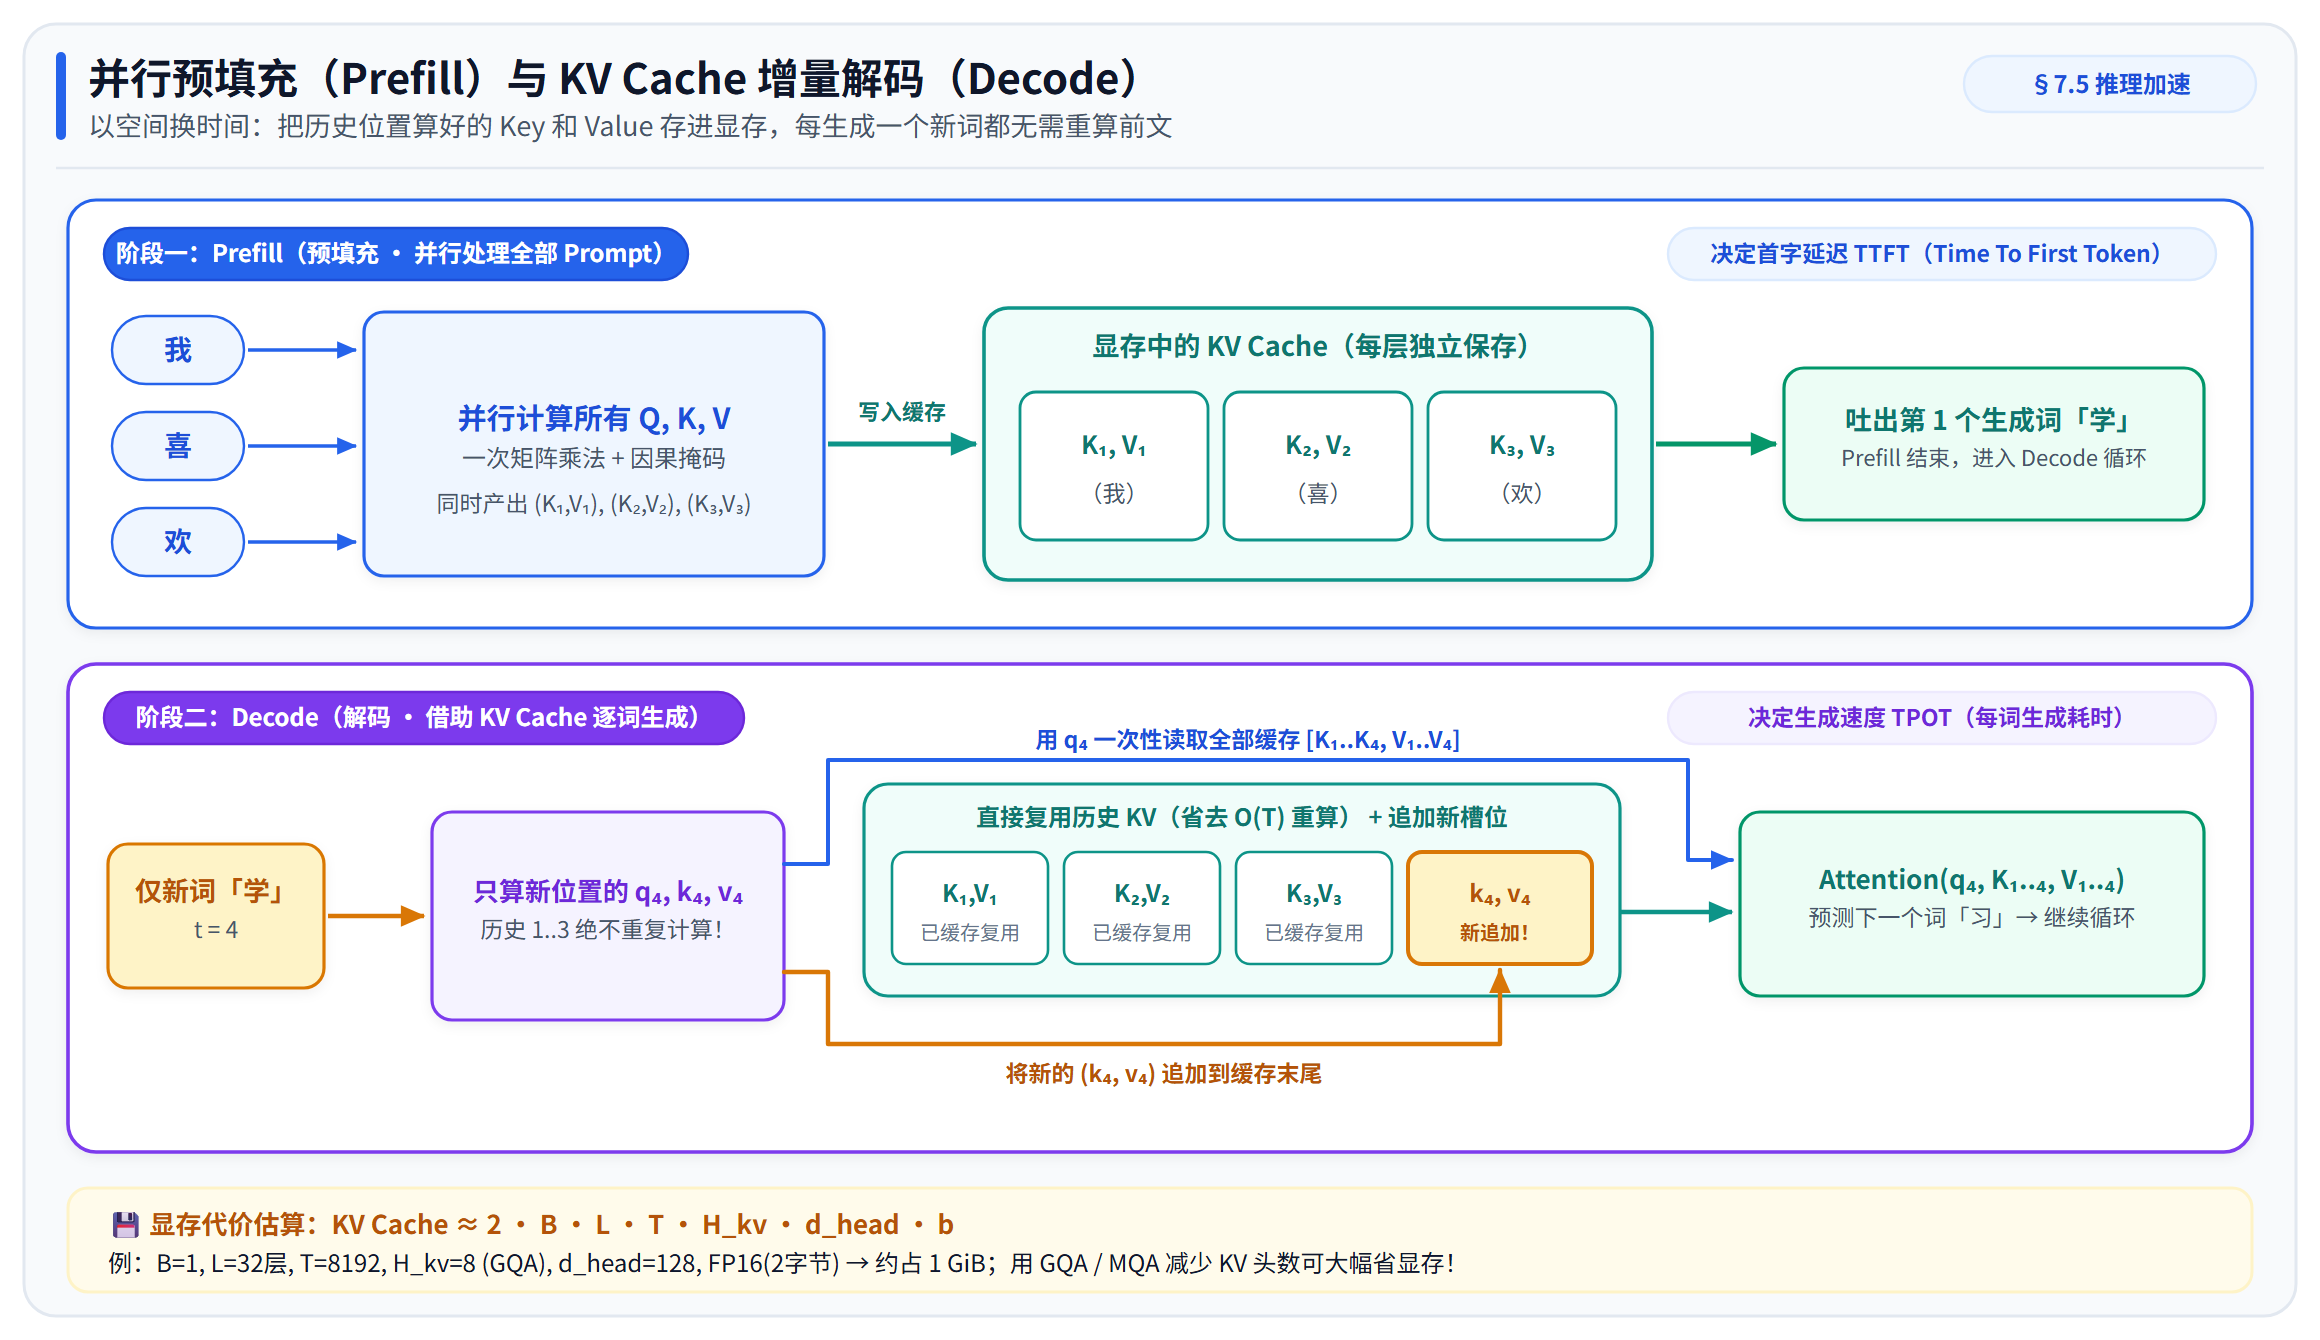 并行预填充（Prefill）与 KV Cache 增量解码（Decode）
以空间换时间：把历史位置算好的 Key 和 Value 存进显存，每生成一个新词都无需重算前文
§ 7.5 推理加速
阶段一：Prefill（预填充 · 并行处理全部 Prompt）
决定首字延迟 TTFT（Time To First Token）
我
喜
欢
并行计算所有 Q, K, V
一次矩阵乘法 + 因果掩码
同时产出 (K₁,V₁), (K₂,V₂), (K₃,V₃)
写入缓存
显存中的 KV Cache（每层独立保存）
K₁, V₁
（我）
K₂, V₂
（喜）
K₃, V₃
（欢）
吐出第 1 个生成词「学」
Prefill 结束，进入 Decode 循环
阶段二：Decode（解码 · 借助 KV Cache 逐词生成）
决定生成速度 TPOT（每词生成耗时）
用 q₄ 一次性读取全部缓存 [K₁..K₄, V₁..V₄]
仅新词「学」
t = 4
只算新位置的 q₄, k₄, v₄
历史 1..3 绝不重复计算！
直接复用历史 KV（省去 O(T) 重算） + 追加新槽位
K₁,V₁
已缓存复用
K₂,V₂
已缓存复用
K₃,V₃
已缓存复用
k₄, v₄
新追加！
Attention(q₄, K₁..₄, V₁..₄)
预测下一个词「习」→ 继续循环
将新的 (k₄, v₄) 追加到缓存末尾
💾 显存代价估算：KV Cache ≈ 2 · B · L · T · H_kv · d_head · b
例：B=1, L=32层, T=8192, H_kv=8 (GQA), d_head=128, FP16(2字节) → 约占 1 GiB；用 GQA / MQA 减少 KV 头数可大幅省显存！